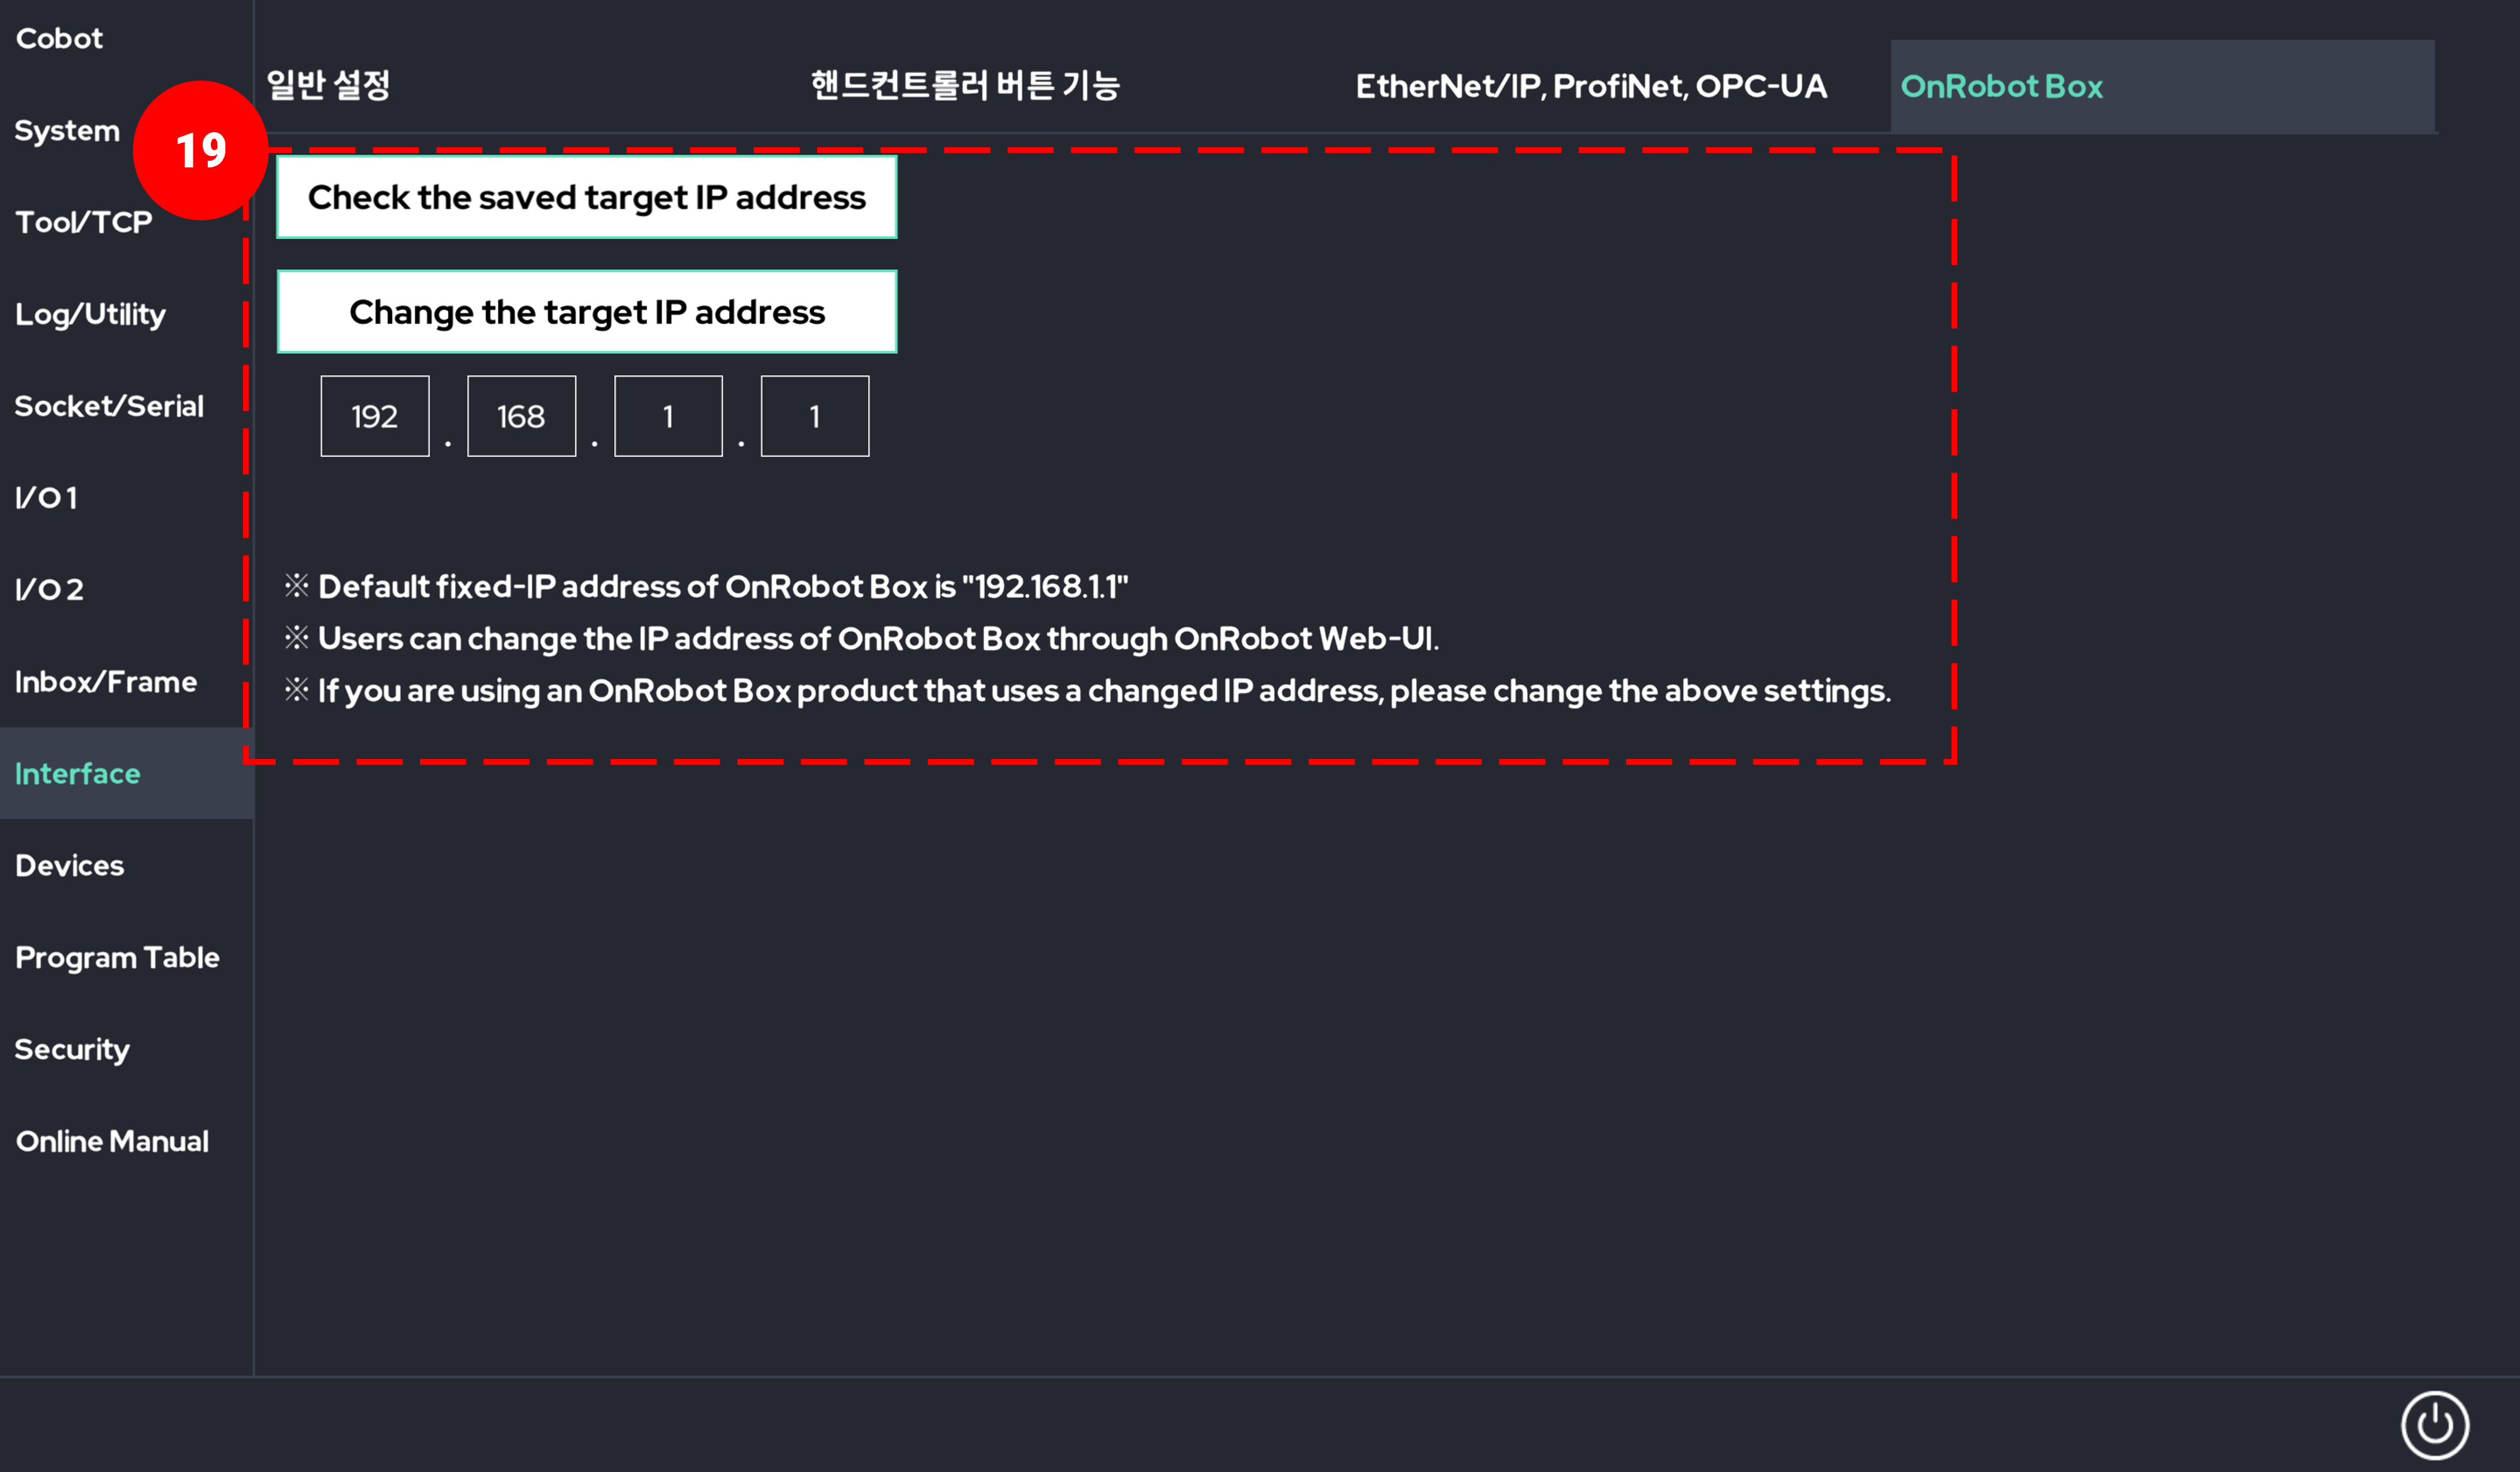 Cobot
System
Tool/TCP
Log/Utility
Socket/Serial
I/O 1
I/O 2
Inbox/Frame
Interface
Devices
Program Table
Security
Online Manual
일반 설정
핸드컨트롤러 버튼 기능
EtherNet/IP, ProfiNet, OPC-UA
OnRobot Box
19
Check the saved target IP address
Change the target IP address
192 . 168 . 1 . 1
※ Default fixed-IP address of OnRobot Box is "192.168.1.1"
※ Users can change the IP address of OnRobot Box through OnRobot Web-UI.
※ If you are using an OnRobot Box product that uses a changed IP address, please change the above settings.